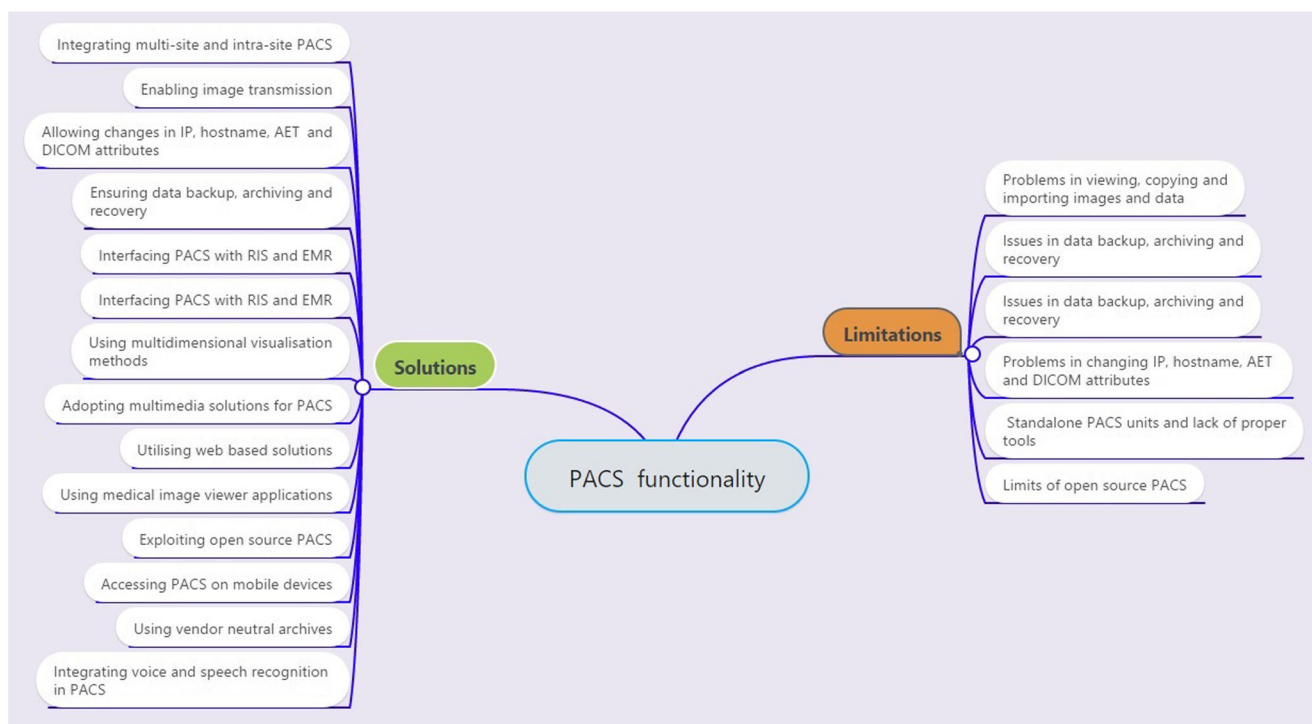 Integrating multi-site and intra-site PACS
Enabling image transmission
Allowing changes in IP, hostname, AET and
DICOM attributes
Ensuring data backup, archiving and
recovery
Interfacing PACS with RIS and EMR
Interfacing PACS with RIS and EMR
Using multidimensional visualisation
methods
Adopting multimedia solutions for PACS
Utilising web based solutions
Using medical image viewer applications
Exploiting open source PACS
Accessing PACS on mobile devices
Using vendor neutral archives
Integrating voice and speech recognition
in PACS
Solutions
PACS functionality
Limitations
Problems in viewing, copying and
importing images and data
Issues in data backup, archiving and
recovery
Issues in data backup, archiving and
recovery
Problems in changing IP, hostname, AET
and DICOM attributes
Standalone PACS units and lack of proper
tools
Limits of open source PACS